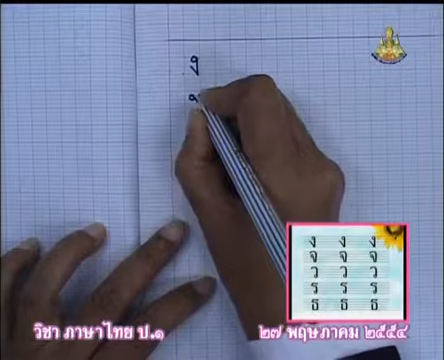 ง
ง ง ง
จ จ จ
ว ว ว
ร ร ร
ธ ธ ธ
วิชา ภาษาไทย ป.๑
๒๗ พฤษภาคม ๒๕๕๔